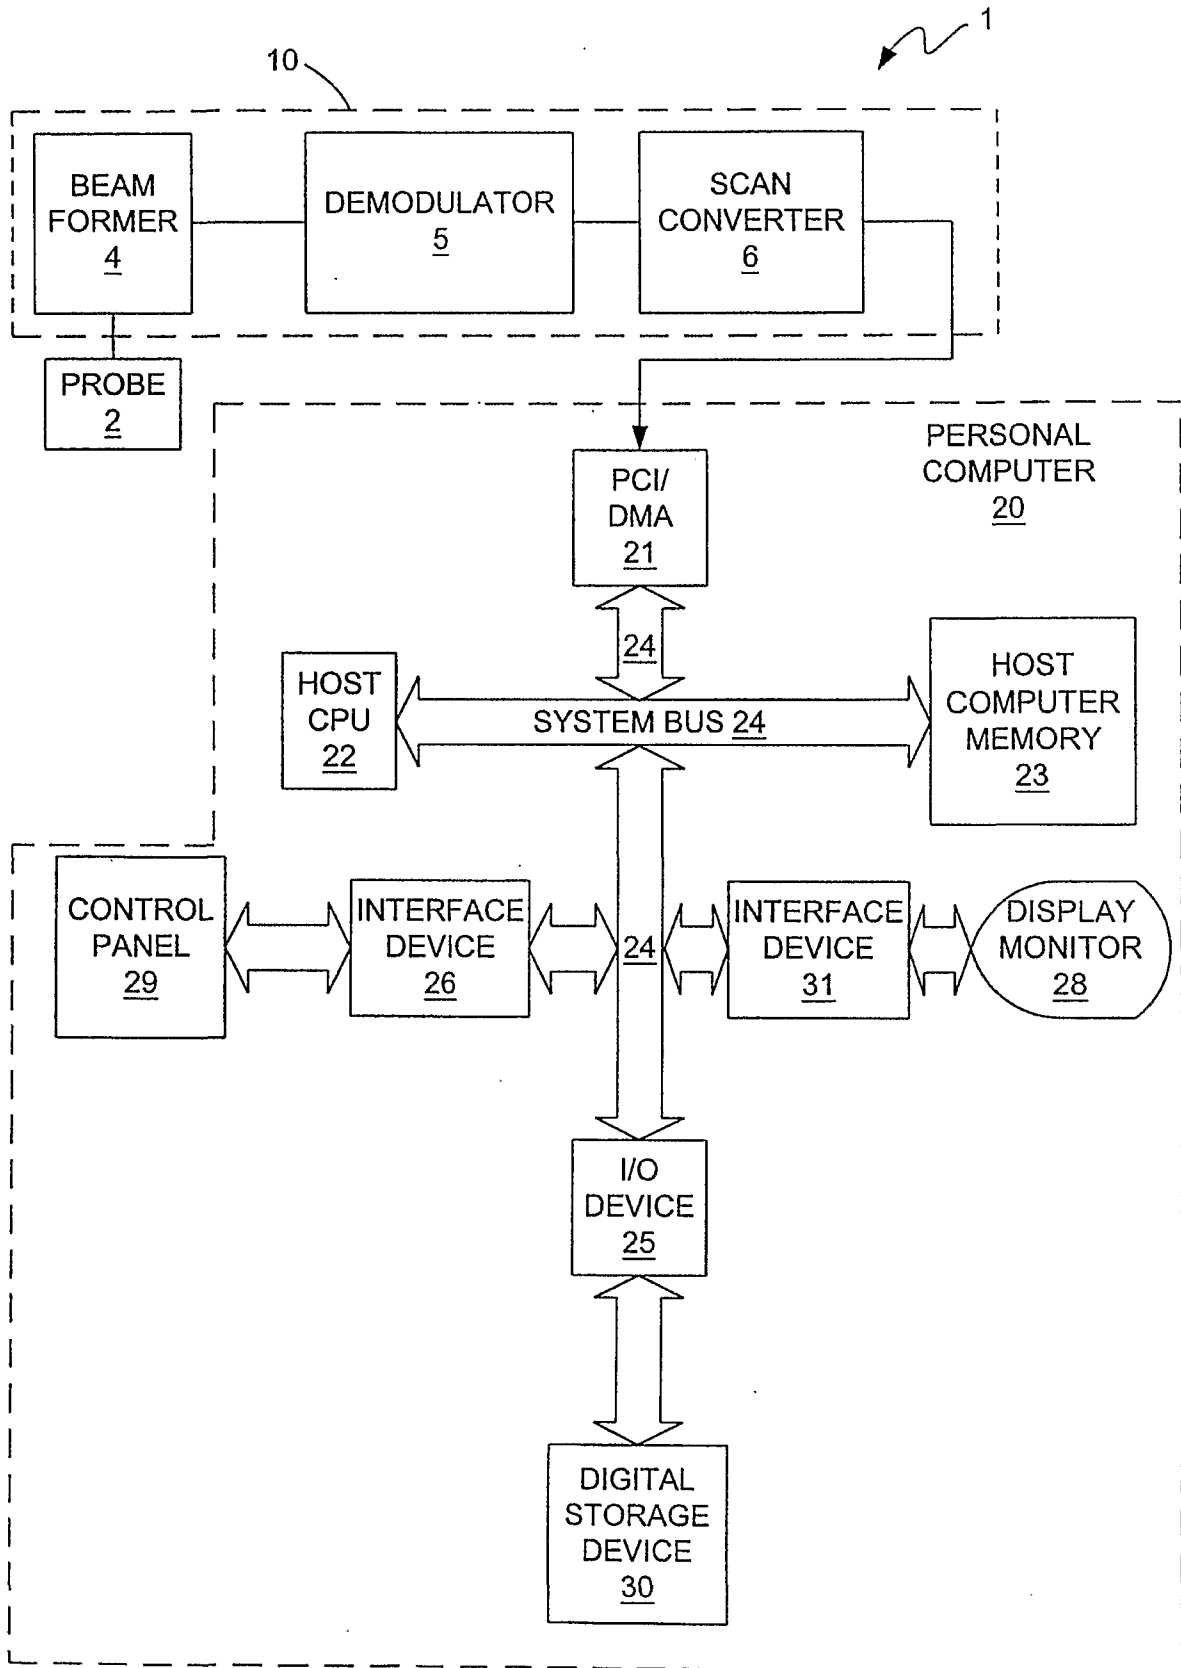 1
10
BEAM
FORMER
4
DEMODULATOR
5
SCAN
CONVERTER
6
PROBE
2
PERSONAL
COMPUTER
20
PCI/
DMA
21
24
HOST
CPU
22
SYSTEM BUS 24
HOST
COMPUTER
MEMORY
23
CONTROL
PANEL
29
INTERFACE
DEVICE
26
24
INTERFACE
DEVICE
31
DISPLAY
MONITOR
28
I/O
DEVICE
25
DIGITAL
STORAGE
DEVICE
30